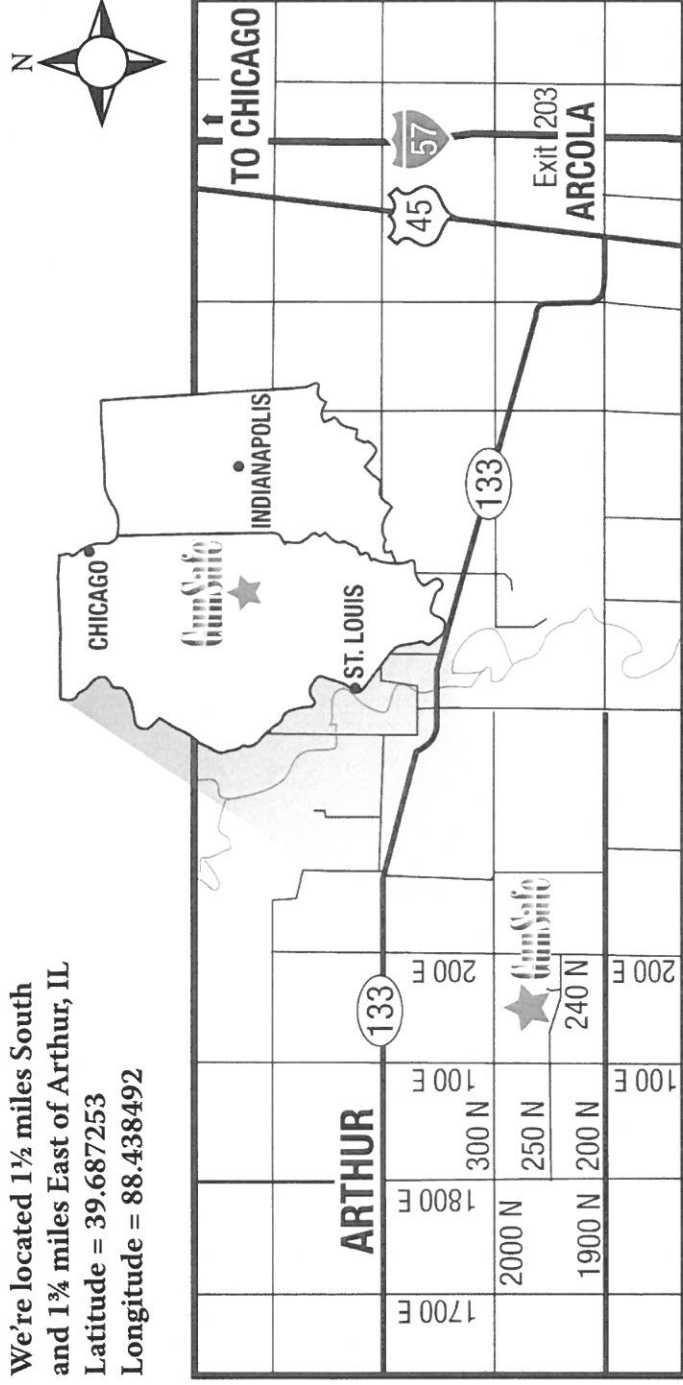 We're located 1½ miles South
and 1¾ miles East of Arthur, IL
Latitude = 39.687253
Longitude = 88.438492
N
CHICAGO
GunSafe
INDIANAPOLIS
ST. LOUIS
TO CHICAGO
57
45
Exit 203
ARCOLA
133
133
ARTHUR
1700 E
1800 E
100 E
200 E
300 N
2000 N
250 N
GunSafe
240 N
1900 N
200 N
100 E
200 E